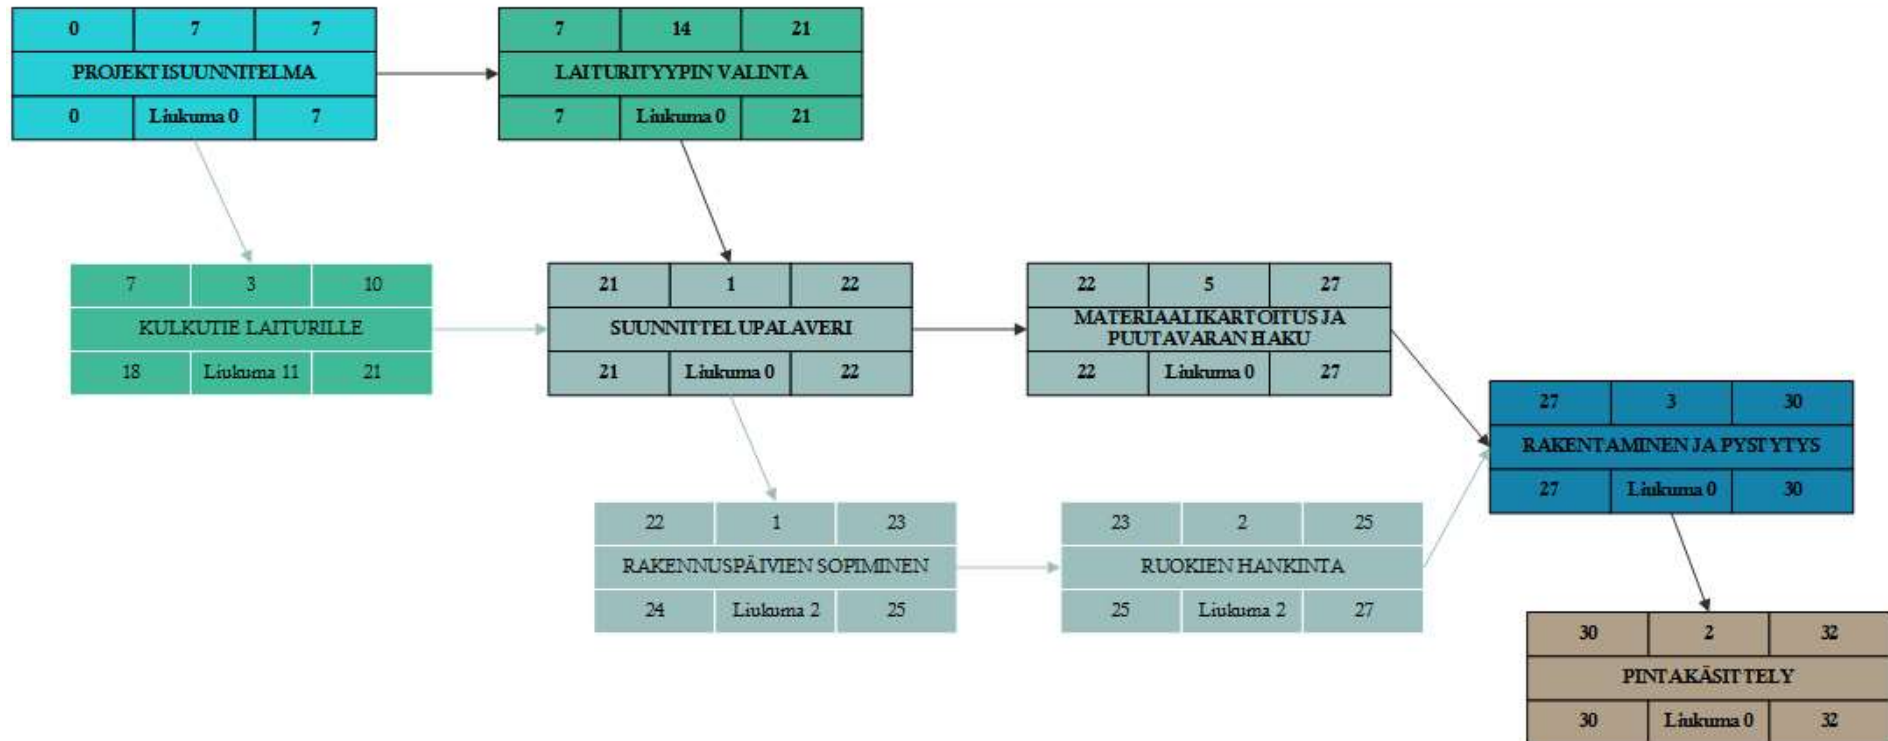 0 7 7
PROJEKTISUUNNITELMA
0 Liukuma 0 7
7 14 21
LAITURITYYPIN VALINTA
7 Liukuma 0 21
7 3 10
KULKUTIE LAITURILLE
18 Liukuma 11 21
21 1 22
SUUNNITTELUPALAVERI
21 Liukuma 0 22
22 5 27
MATERIAALIKARTOITUS JA
PUUTAVARAN HAKU
22 Liukuma 0 27
27 3 30
RAKENTAMINEN JA PYSTYTYS
27 Liukuma 0 30
22 1 23
RAKENNUSPÄIVIEN SOPIMINEN
24 Liukuma 2 25
23 2 25
RUOKIEN HANKINTA
25 Liukuma 2 27
30 2 32
PINTAKÄSITTELY
30 Liukuma 0 32